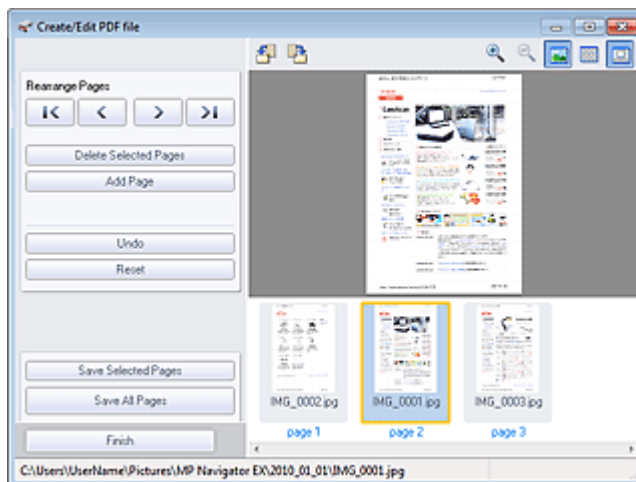 Create/Edit PDF file
Rearrange Pages
Delete Selected Pages
Add Page
Undo
Reset
Save Selected Pages
Save All Pages
Finish
IMG_0002.jpg
IMG_0001.jpg
IMG_0003.jpg
page 1
page 2
page 3
C:\Users\UserName\Pictures\MP Navigator EX\2010_01_01\IMG_0001.jpg